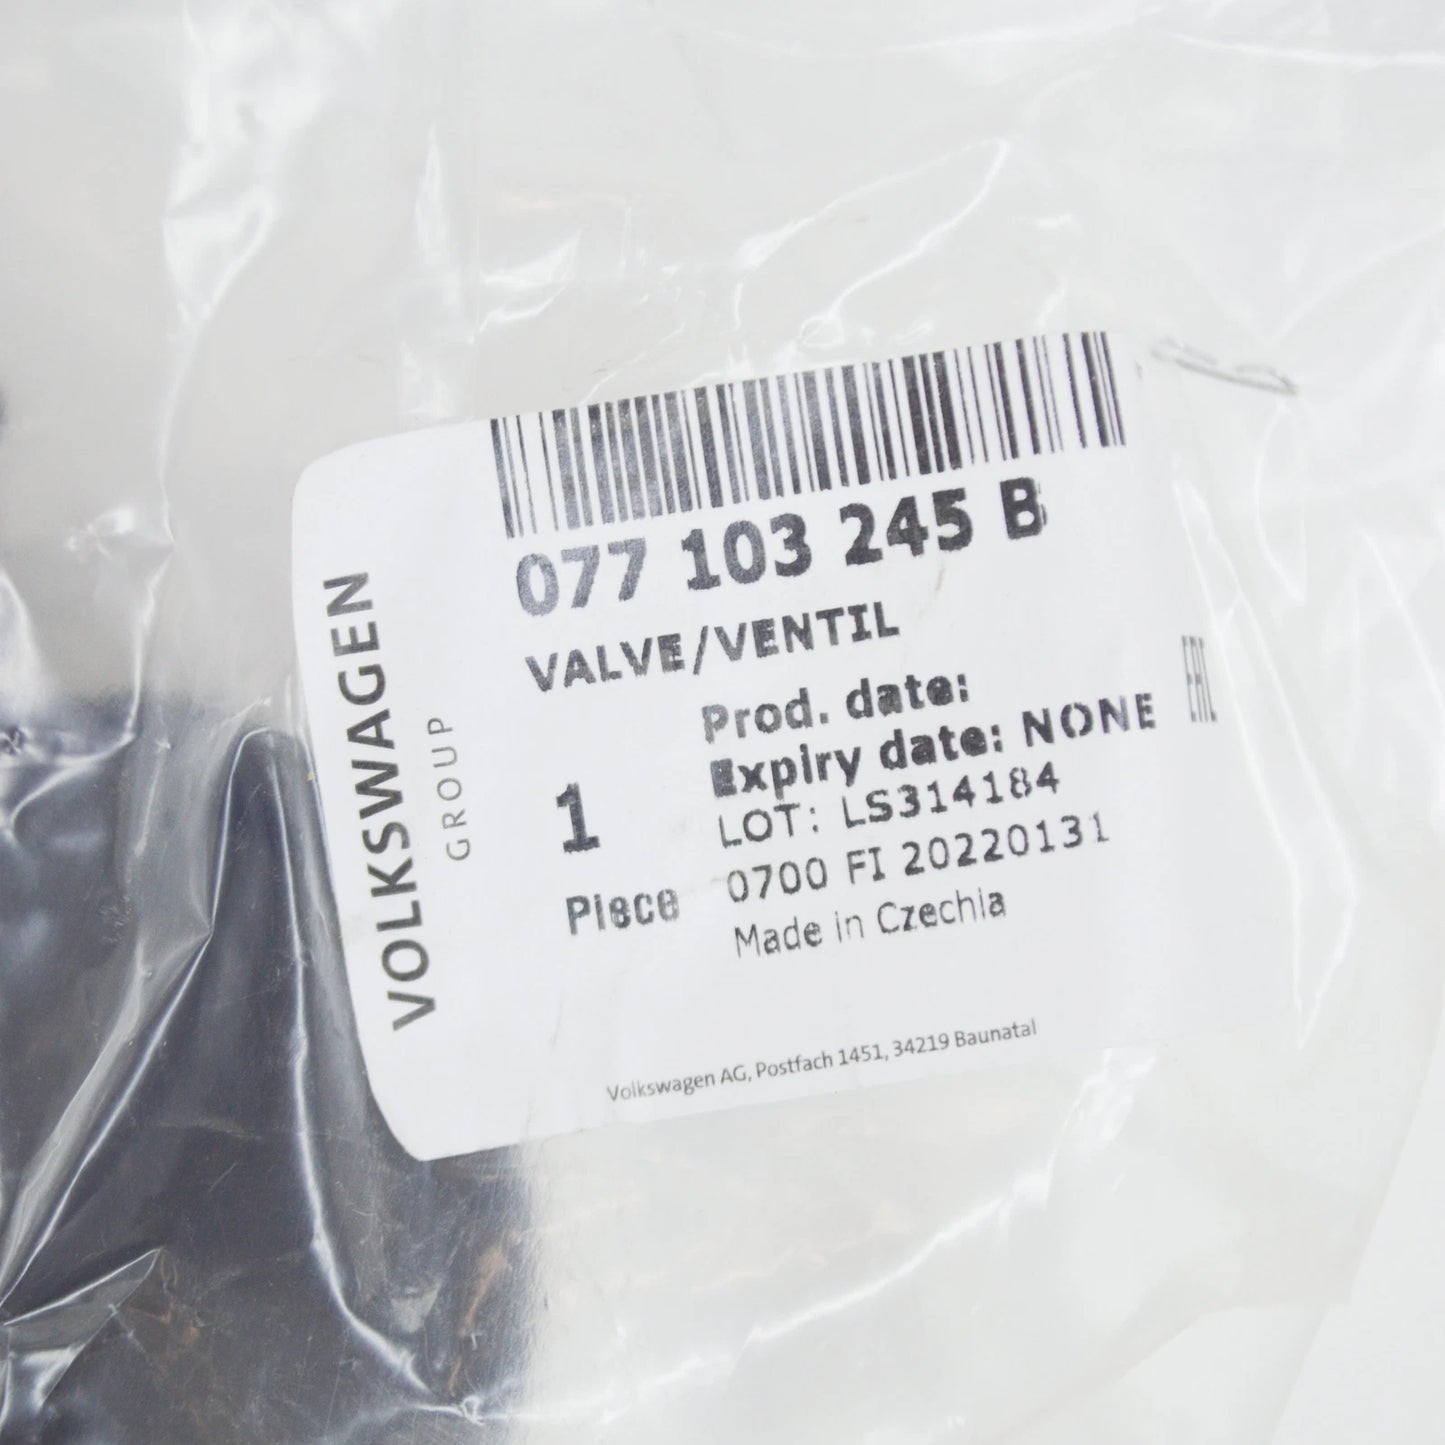 VOLKSWAGEN
GROUP
077 103 245 B
VALVE/VENTIL
Prod. date:
Expiry date: NONE
LOT: LS314184
0700 FI 20220131
Made in Czechia
1
Piece
EAC
Volkswagen AG, Postfach 1451, 34219 Baunatal